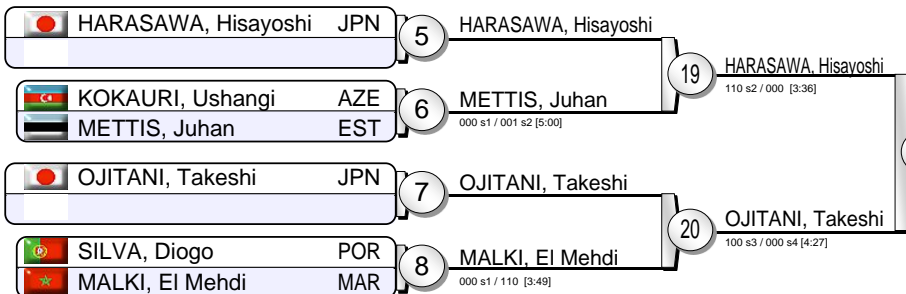 HARASAWA, Hisayoshi JPN
5
HARASAWA, Hisayoshi
19
HARASAWA, Hisayoshi
110 s2 / 000 [3:36]
KOKAURI, Ushangi AZE
METTIS, Juhan EST
6
METTIS, Juhan
000 s1 / 001 s2 [5:00]
OJITANI, Takeshi JPN
7
OJITANI, Takeshi
20
OJITANI, Takeshi
100 s3 / 000 s4 [4:27]
SILVA, Diogo POR
MALKI, El Mehdi MAR
8
MALKI, El Mehdi
000 s1 / 110 [3:49]